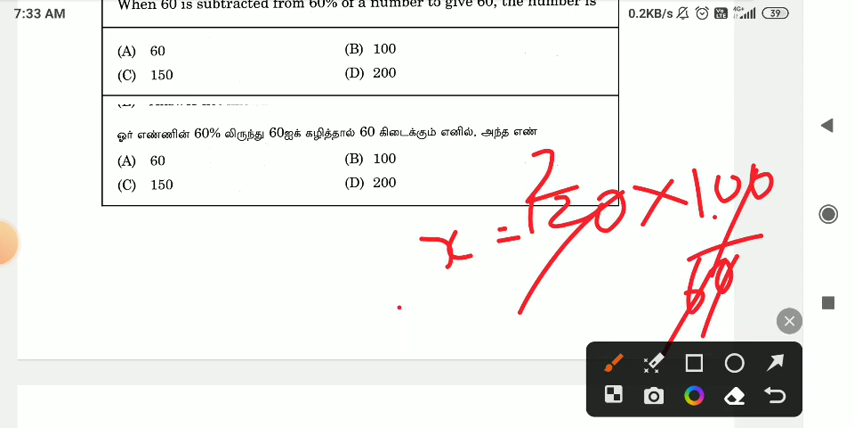 7:33 AM
0.2KB/s
4G+
39
When 60 is subtracted from 60% of a number to give 60, the number is
(A) 60
(B) 100
(C) 150
(D) 200
ஓர் எண்ணின் 60% லிருந்து 60ஐக் கழித்தால் 60 கிடைக்கும் எனில், அந்த எண்
(A) 60
(B) 100
(C) 150
(D) 200
x = 120 × 100
60
2